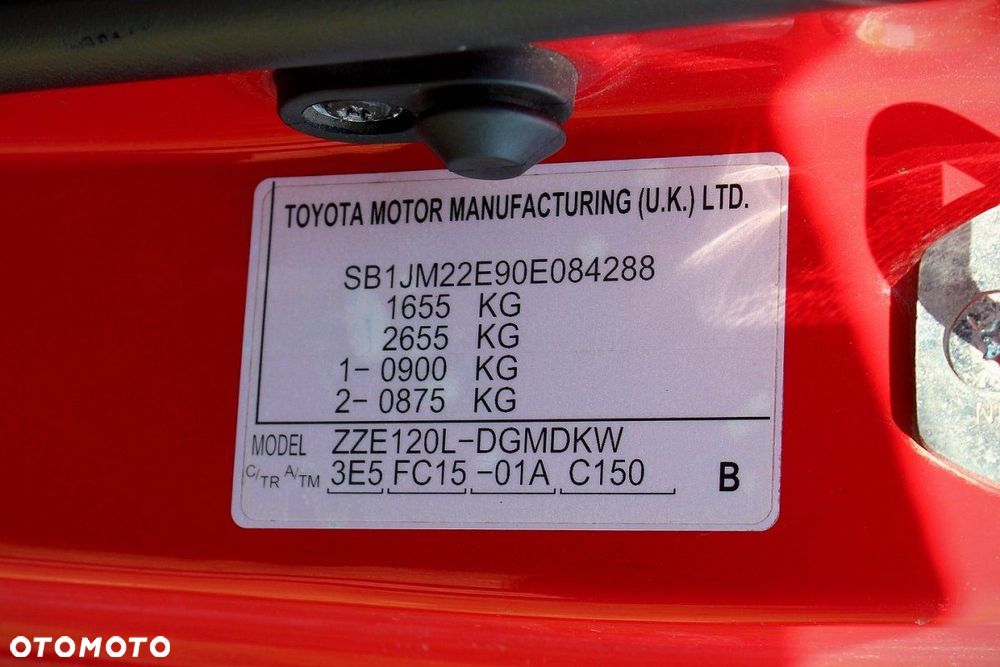 TOYOTA MOTOR MANUFACTURING (U.K.) LTD.
SB1JM22E90E084288
1655 KG
2655 KG
1- 0900 KG
2- 0875 KG
MODEL ZZE120L-DGMDKW
C/TR A/TM 3E5 FC15 -01A C150 B
OTOMOTO